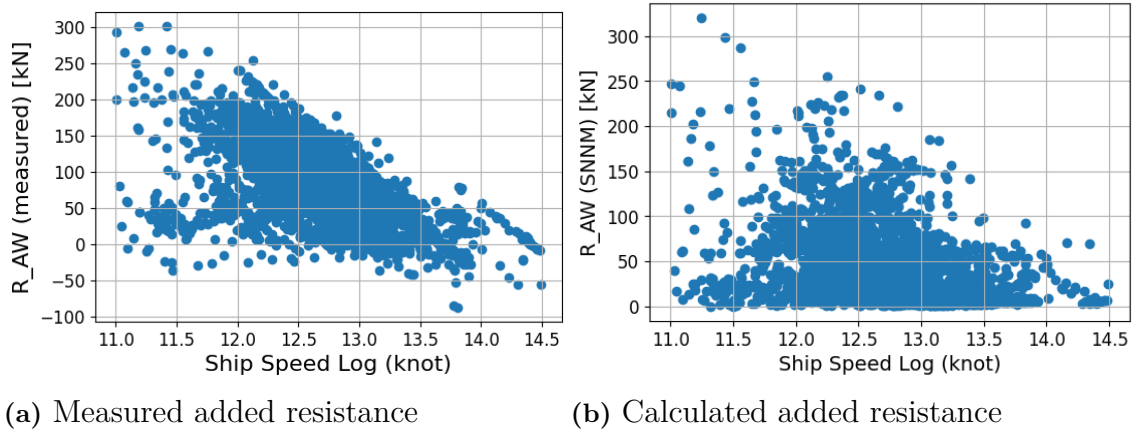 R_AW (measured) [kN]
300
250
200
150
100
50
0
−50
−100
11.0 11.5 12.0 12.5 13.0 13.5 14.0 14.5
Ship Speed Log (knot)
R_AW (SNNM) [kN]
300
250
200
150
100
50
0
11.0 11.5 12.0 12.5 13.0 13.5 14.0 14.5
Ship Speed Log (knot)
(a) Measured added resistance
(b) Calculated added resistance